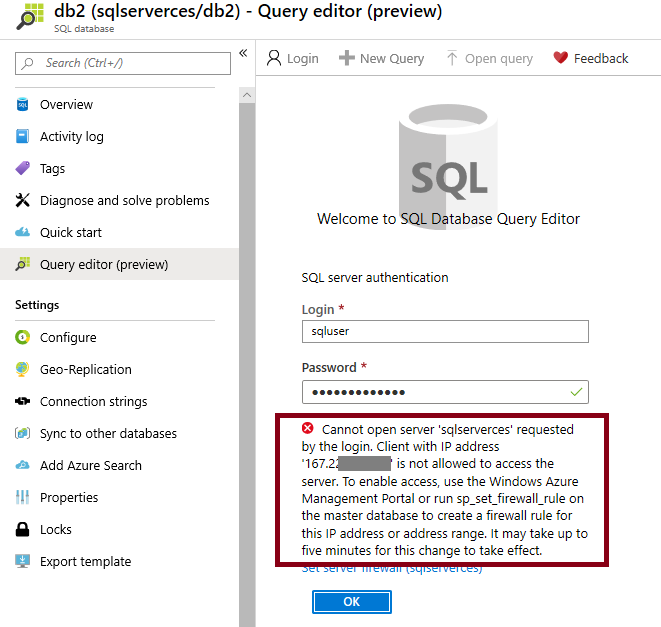 db2 (sqlserverces/db2) - Query editor (preview)
SQL database
Search (Ctrl+/)
«
Overview
Activity log
Tags
Diagnose and solve problems
Quick start
Query editor (preview)
Settings
Configure
Geo-Replication
Connection strings
Sync to other databases
Add Azure Search
Properties
Locks
Export template
Login
New Query
Open query
Feedback
SQL
Welcome to SQL Database Query Editor
SQL server authentication
Login *
sqluser
Password *
•••••••••••••
Cannot open server 'sqlserverces' requested
by the login. Client with IP address
'167.22 ' is not allowed to access the
server. To enable access, use the Windows Azure
Management Portal or run sp_set_firewall_rule on
the master database to create a firewall rule for
this IP address or address range. It may take up to
five minutes for this change to take effect.
Set server firewall (sqlserverces)
OK